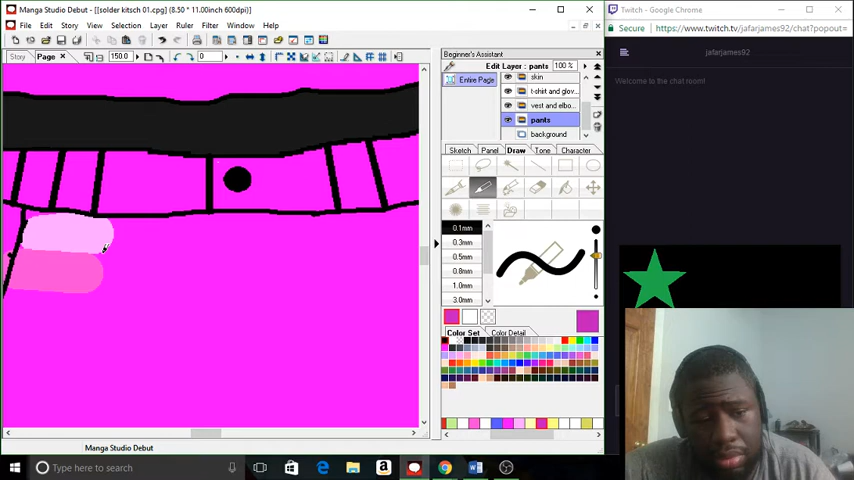 Manga Studio Debut - [[solder kitsch 01.cpg] (8.50 * 11.00inch 600dpi)]
File Edit Story View Selection Layer Ruler Filter Window Help
Story Page 150.0 0
Beginner's Assistant
Edit Layer : pants 100 %
Entire Page
skin
t-shirt and glov..
vest and elbo..
pants
background
Sketch Panel Draw Tone Character
0.1mm
0.3mm
0.5mm
0.8mm
1.0mm
3.0mm
Color Set Color Detail
Manga Studio Debut
Type here to search
Twitch - Google Chrome
Secure https://www.twitch.tv/jafarjames92/chat?popout=
jafarjames92
Welcome to the chat room!